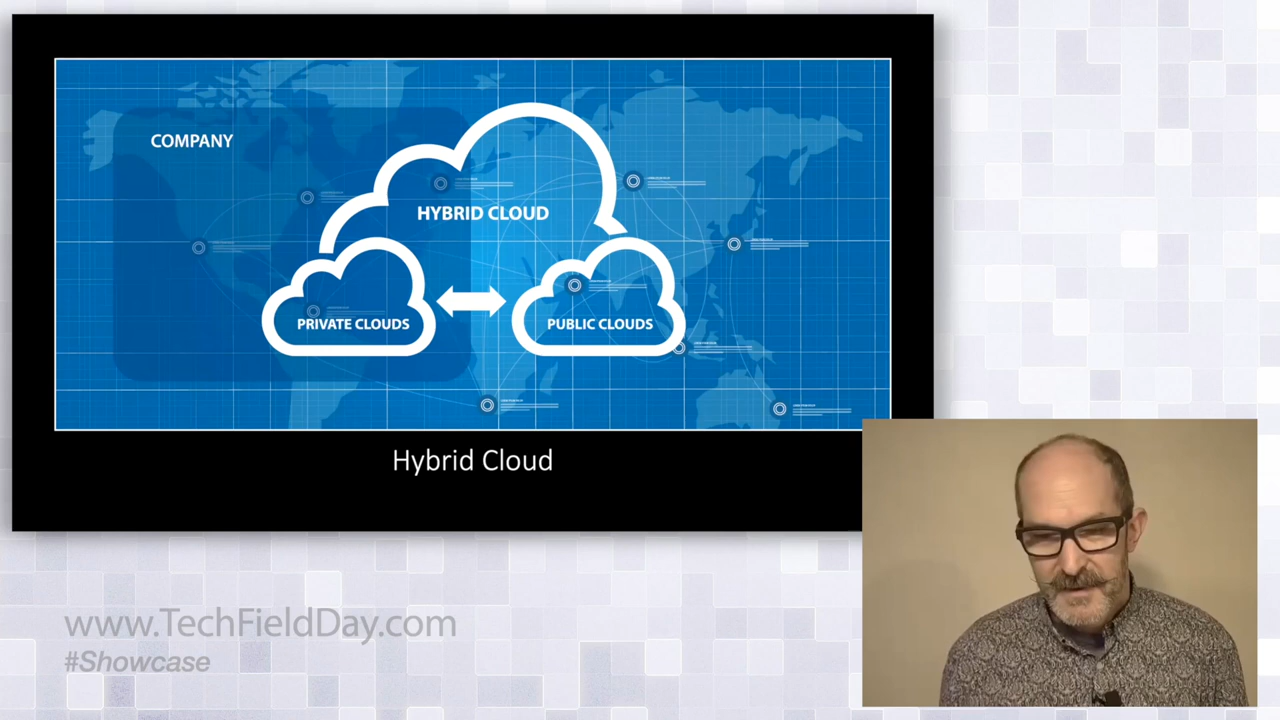 COMPANY
HYBRID CLOUD
PRIVATE CLOUDS
PUBLIC CLOUDS
Hybrid Cloud
www.TechFieldDay.com
#Showcase